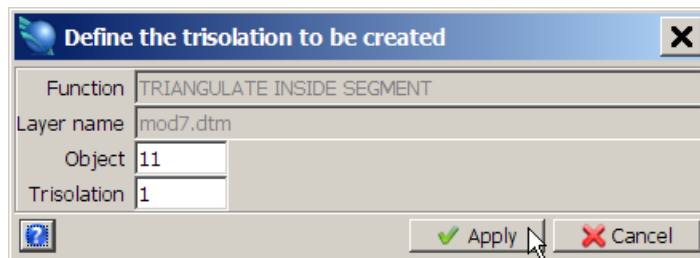 Define the trisolation to be created
Function TRIANGULATE INSIDE SEGMENT
Layer name mod7.dtm
Object 11
Trisolation 1
? Apply Cancel